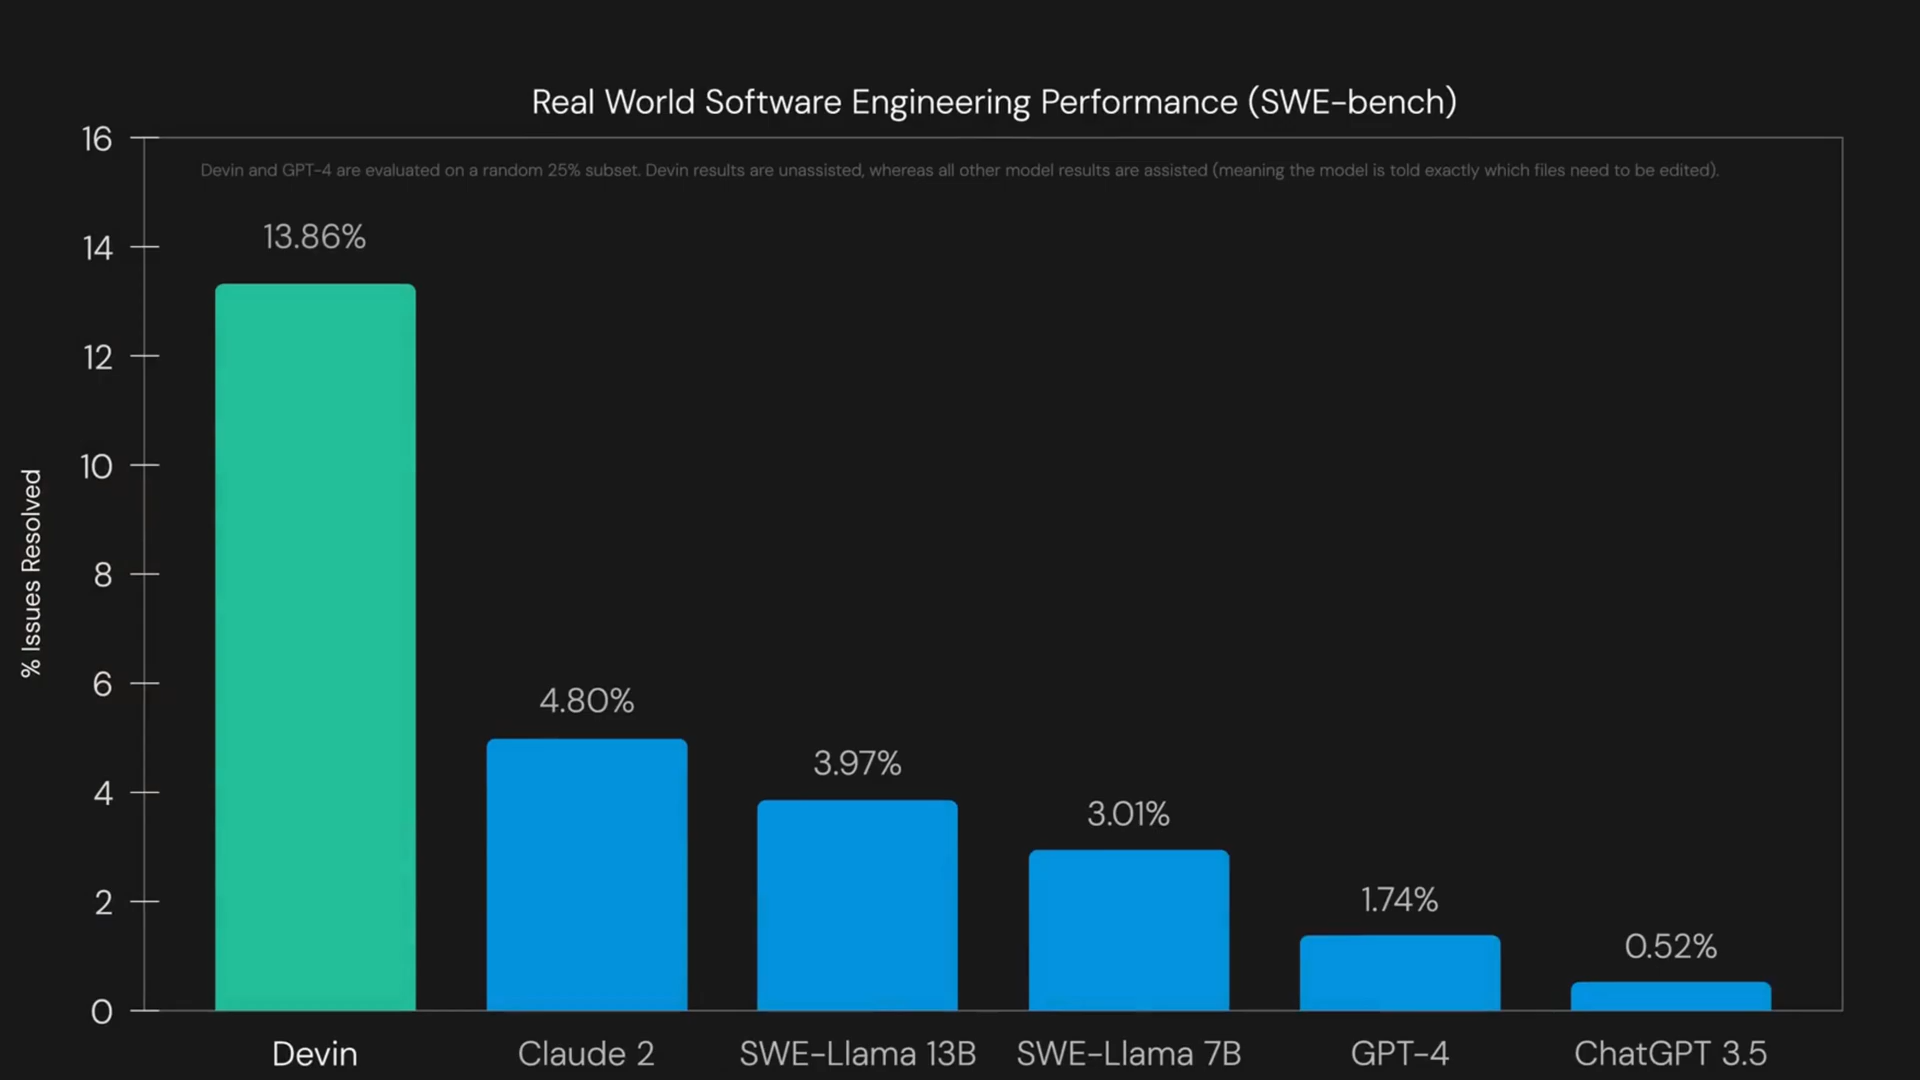 Real World Software Engineering Performance (SWE-bench)
Devin and GPT-4 are evaluated on a random 25% subset. Devin results are unassisted, whereas all other model results are assisted (meaning the model is told exactly which files need to be edited).
% Issues Resolved
16
14
12
10
8
6
4
2
0
13.86%
4.80%
3.97%
3.01%
1.74%
0.52%
Devin
Claude 2
SWE-Llama 13B
SWE-Llama 7B
GPT-4
ChatGPT 3.5